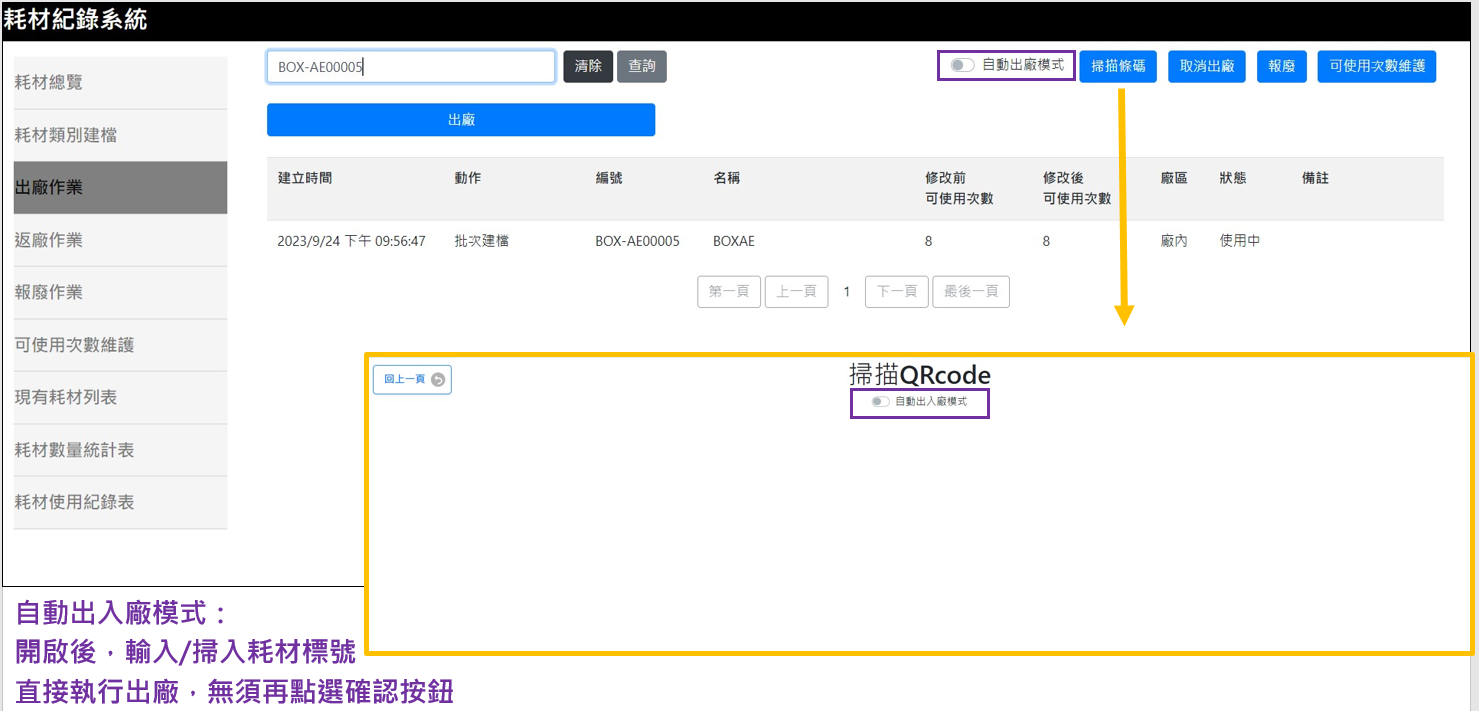 耗材紀錄系統
耗材總覽
耗材類別建檔
出廠作業
返廠作業
報廢作業
可使用次數維護
現有耗材列表
耗材數量統計表
耗材使用紀錄表
BOX-AE00005 清除 查詢 自動出廠模式 掃描條碼 取消出廠 報廢 可使用次數維護
出廠
建立時間 動作 編號 名稱 修改前 修改後 廠區 狀態 備註
可使用次數 可使用次數
2023/9/24 下午 09:56:47 批次建檔 BOX-AE00005 BOXAE 8 8 廠內 使用中
第一頁 上一頁 1 下一頁 最後一頁
回上一頁 掃描QRcode
自動出入廠模式
自動出入廠模式：
開啟後，輸入/掃入耗材標號
直接執行出廠，無須再點選確認按鈕